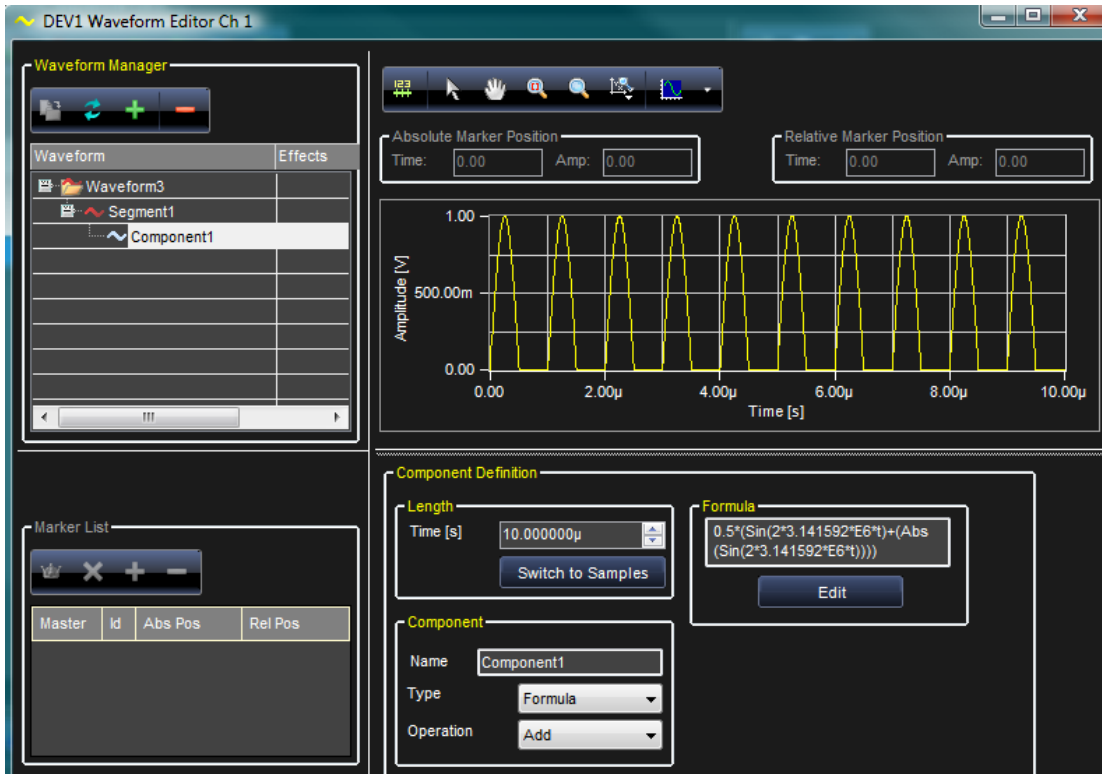 DEV1 Waveform Editor Ch 1
Waveform Manager
Waveform Effects
Waveform3
Segment1
Component1
Marker List
Master Id Abs Pos Rel Pos
123
Absolute Marker Position
Time: 0.00 Amp: 0.00
Relative Marker Position
Time: 0.00 Amp: 0.00
1.00
500.00m
0.00
Amplitude [V]
0.00 2.00µ 4.00µ 6.00µ 8.00µ 10.00µ
Time [s]
Component Definition
Length
Time [s] 10.000000µ
Switch to Samples
Formula
0.5*(Sin(2*3.141592*E6*t)+(Abs
(Sin(2*3.141592*E6*t))))
Edit
Component
Name Component1
Type Formula
Operation Add